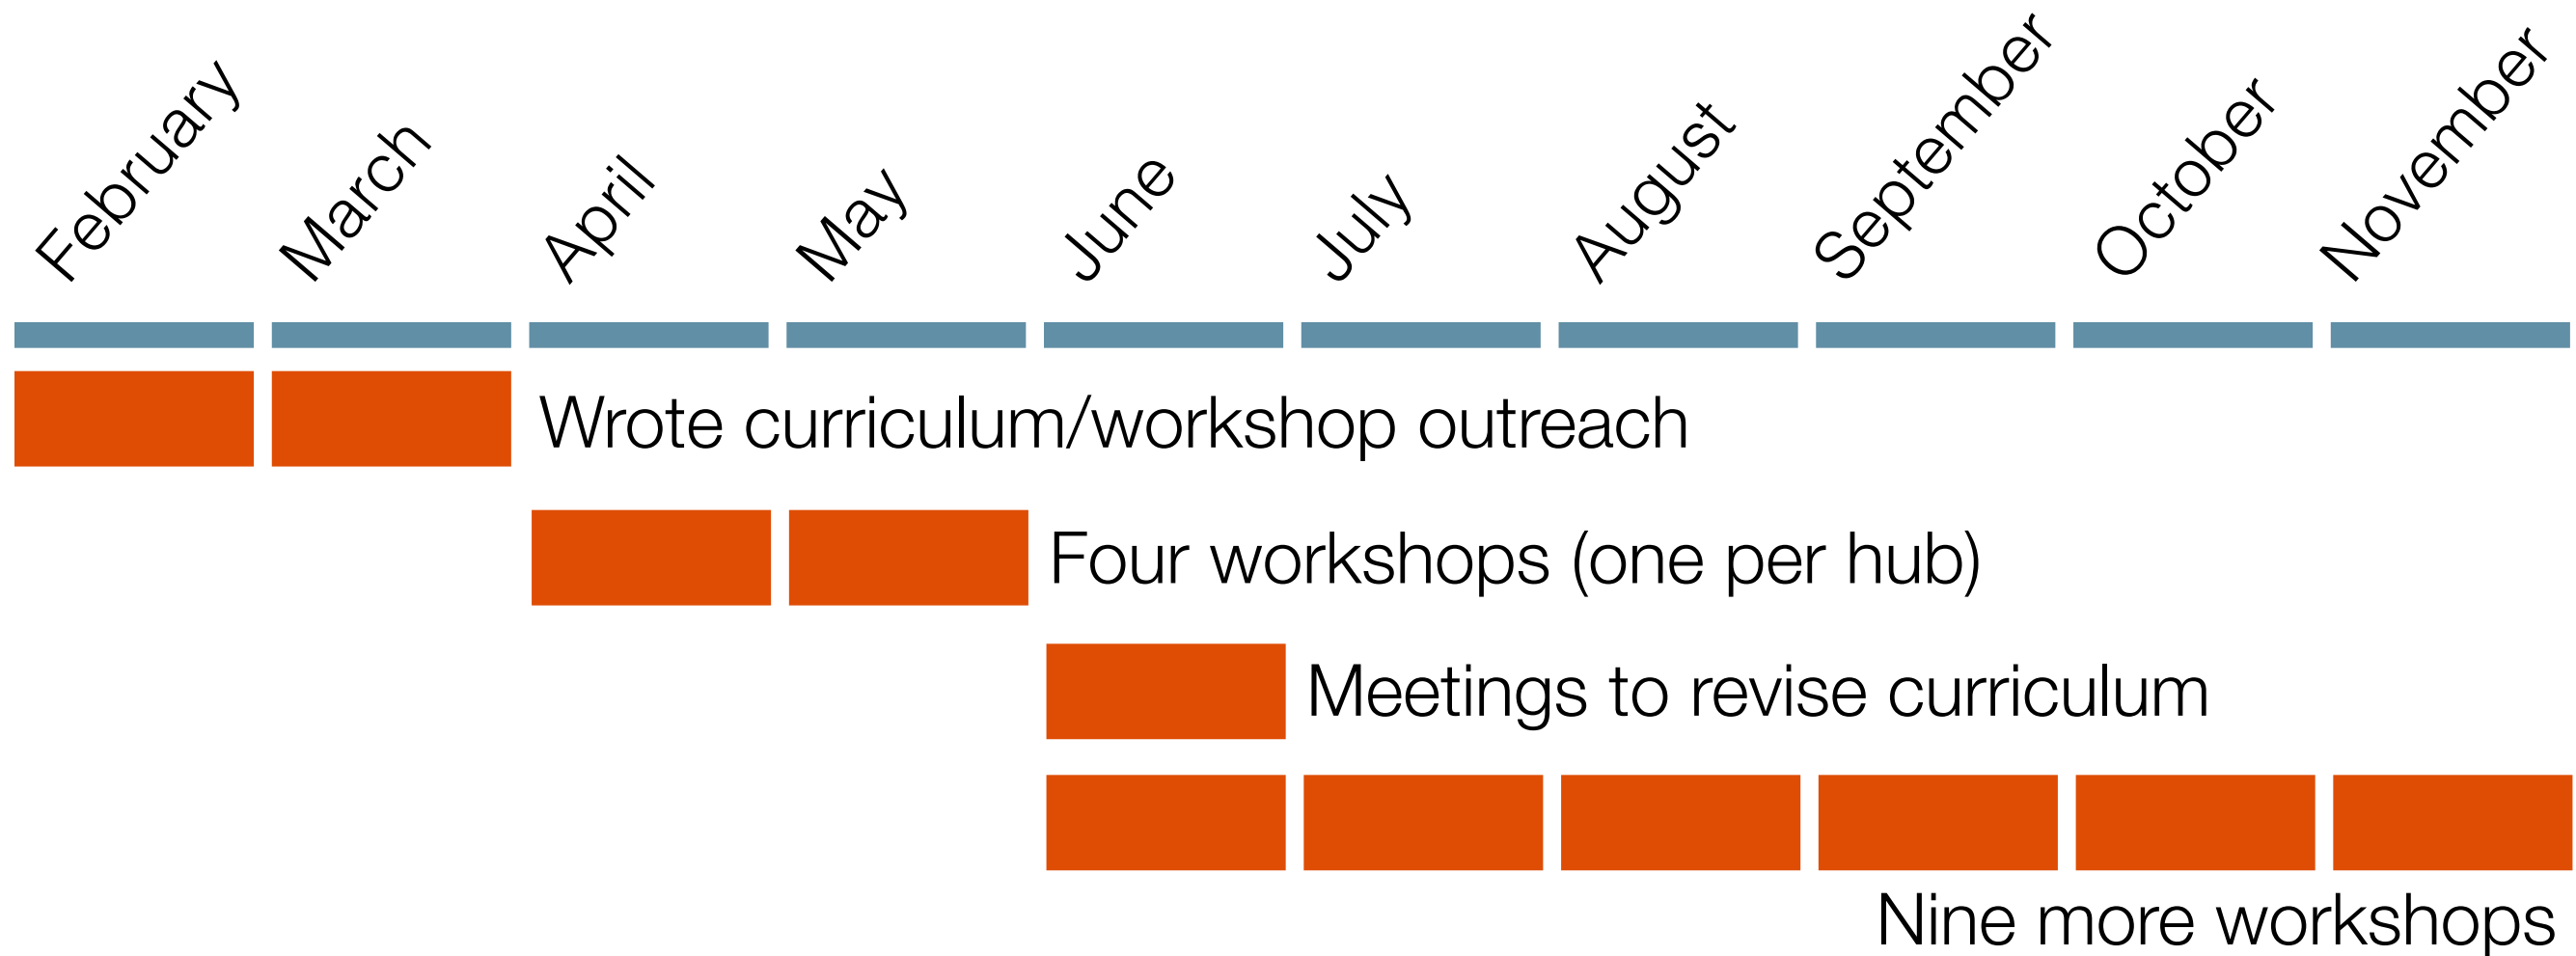 February
March
April
May
June
July
August
September
October
November
Wrote curriculum/workshop outreach
Four workshops (one per hub)
Meetings to revise curriculum
Nine more workshops